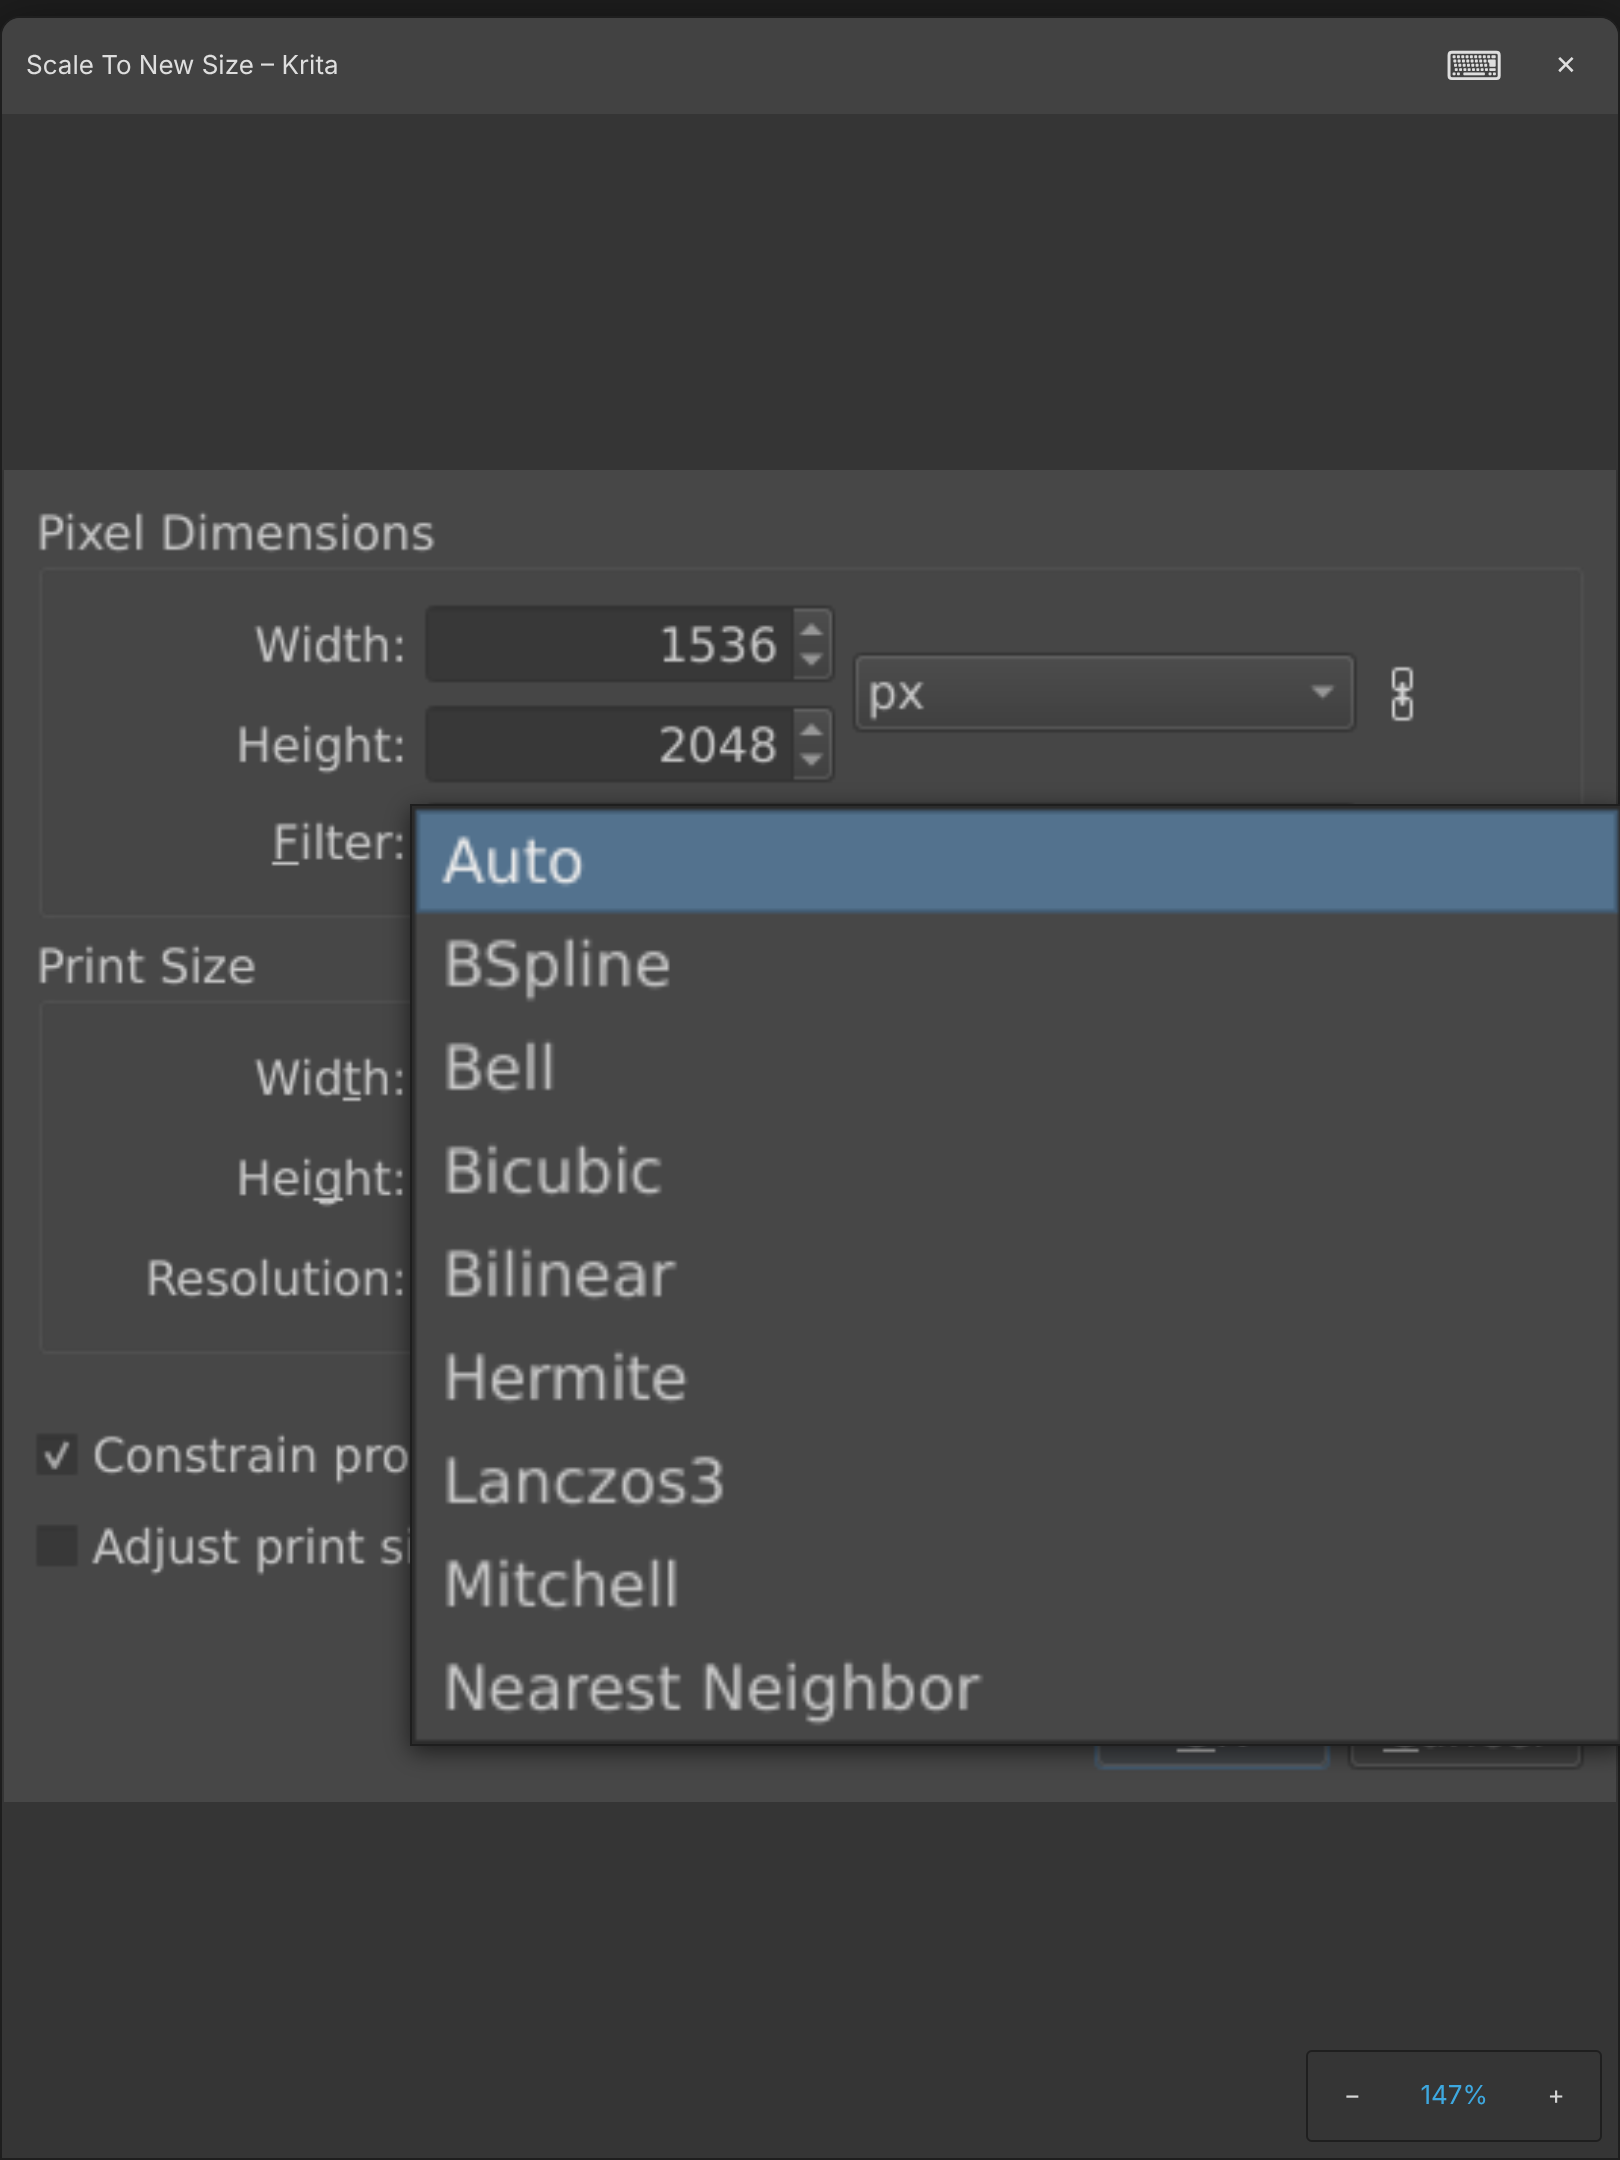 Scale To New Size – Krita
Pixel Dimensions
Width: 1536
px
Height: 2048
Filter:
Auto
BSpline
Print Size
Bell
Width:
Bicubic
Height:
Bilinear
Resolution:
Hermite
Constrain pro
Lanczos3
Adjust print si
Mitchell
Nearest Neighbor
− 147% +